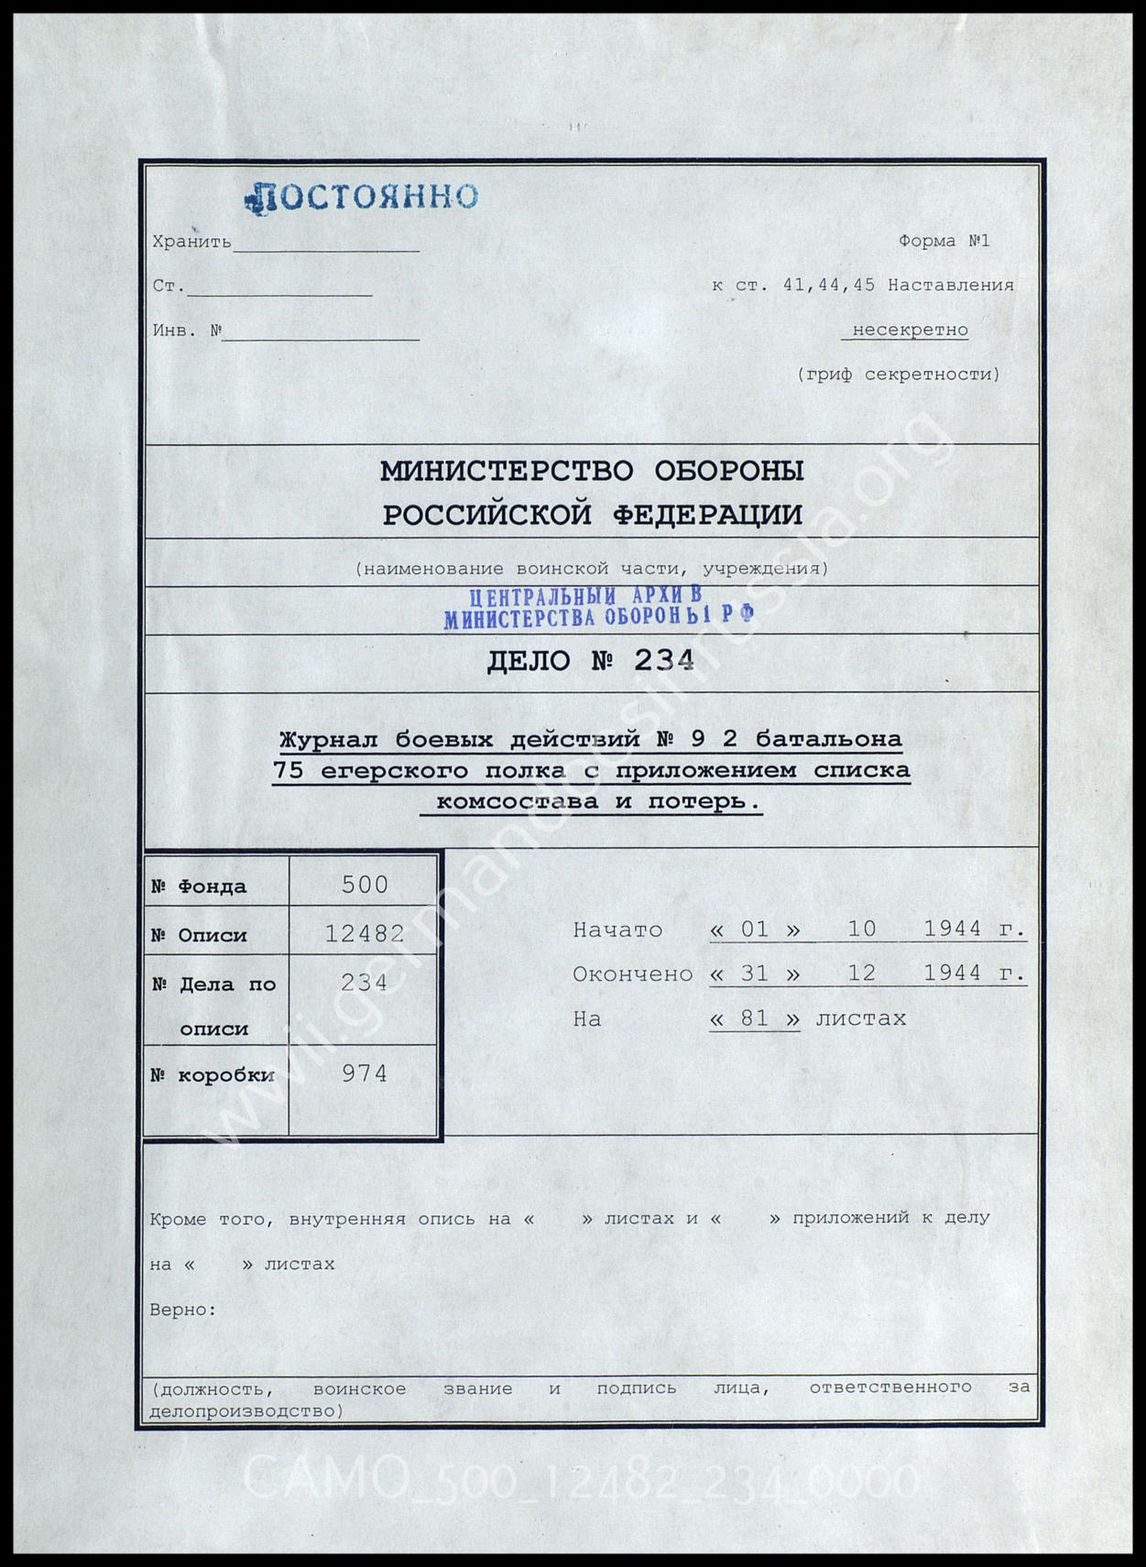 ПОСТОЯННО
Хранить
Форма №1
Ст.
к ст. 41,44,45 Наставления
Инв. №
несекретно
(гриф секретности)
МИНИСТЕРСТВО ОБОРОНЫ
РОССИЙСКОЙ ФЕДЕРАЦИИ
(наименование воинской части, учреждения)
ЦЕНТРАЛЬНЫЙ АРХИВ
МИНИСТЕРСТВА ОБОРОНЫ РФ
ДЕЛО № 234
Журнал боевых действий № 9 2 батальона
75 егерского полка с приложением списка
комсостава и потерь.
№ Фонда 500
№ Описи 12482
№ Дела по 234
описи
№ коробки 974
Начато « 01 » 10 1944 г.
Окончено « 31 » 12 1944 г.
На « 81 » листах
Кроме того, внутренняя опись на « » листах и « » приложений к делу
на « » листах
Верно:
(должность, воинское звание и подпись лица, ответственного за
делопроизводство)
www.germandocsinrussia.org
CAMO_500_12482_234_0000